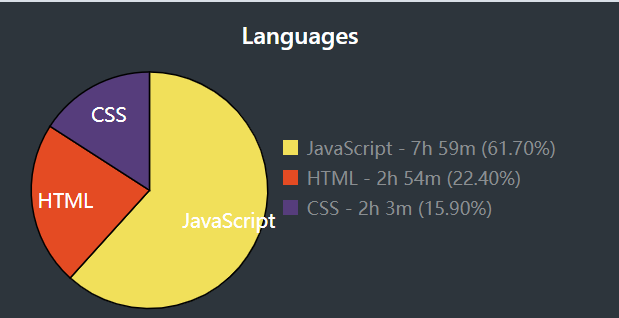 Languages
CSS
HTML
JavaScript
JavaScript - 7h 59m (61.70%)
HTML - 2h 54m (22.40%)
CSS - 2h 3m (15.90%)